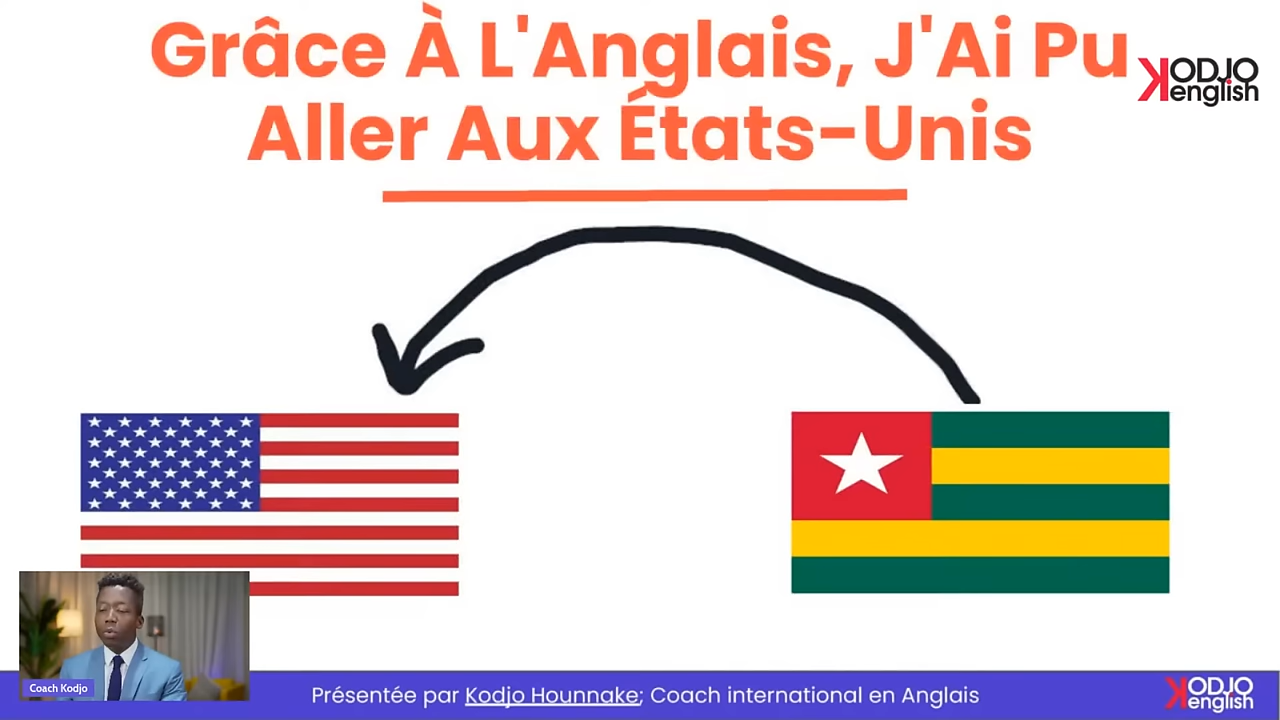 Grâce À L'Anglais, J'Ai Pu
Aller Aux États-Unis
KODJO
english
Coach Kodjo
Présentée par Kodjo Hounnake; Coach international en Anglais
KODJO
english